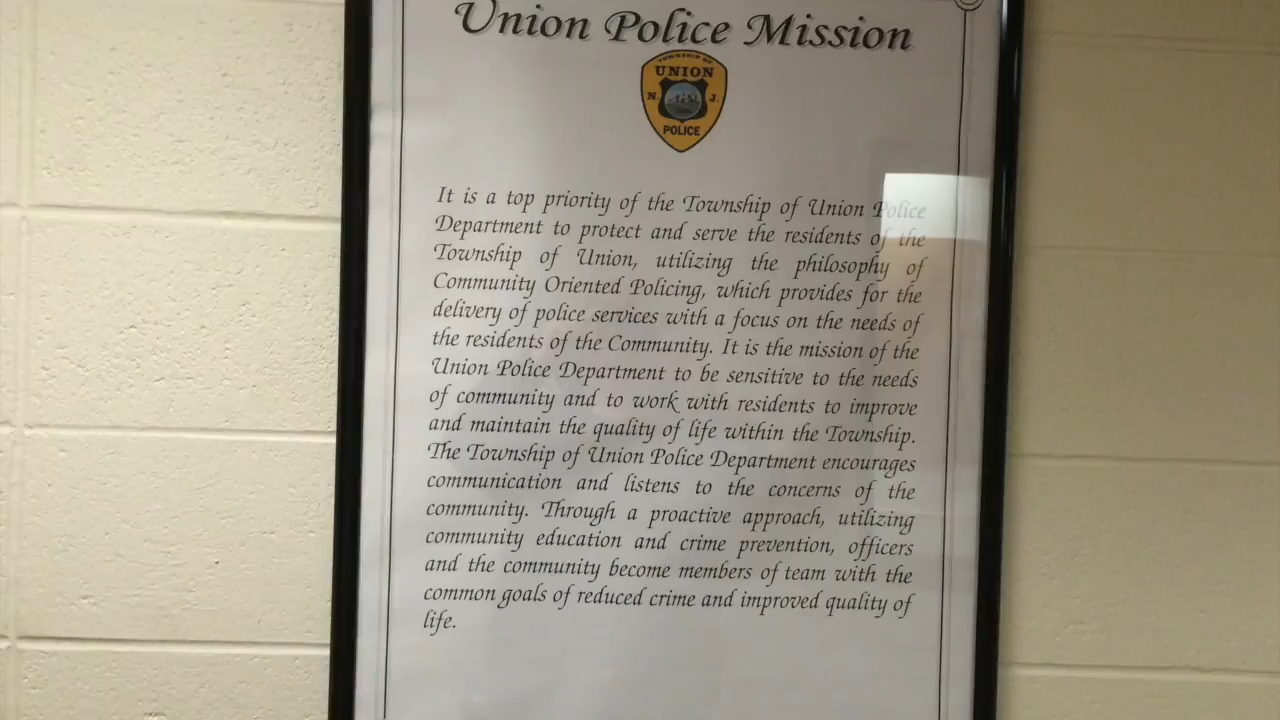 Union Police Mission
TOWNSHIP OF
UNION
N. J.
POLICE
It is a top priority of the Township of Union Police
Department to protect and serve the residents of the
Township of Union, utilizing the philosophy of
Community Oriented Policing, which provides for the
delivery of police services with a focus on the needs of
the residents of the Community. It is the mission of the
Union Police Department to be sensitive to the needs
of community and to work with residents to improve
and maintain the quality of life within the Township.
The Township of Union Police Department encourages
communication and listens to the concerns of the
community. Through a proactive approach, utilizing
community education and crime prevention, officers
and the community become members of team with the
common goals of reduced crime and improved quality of
life.